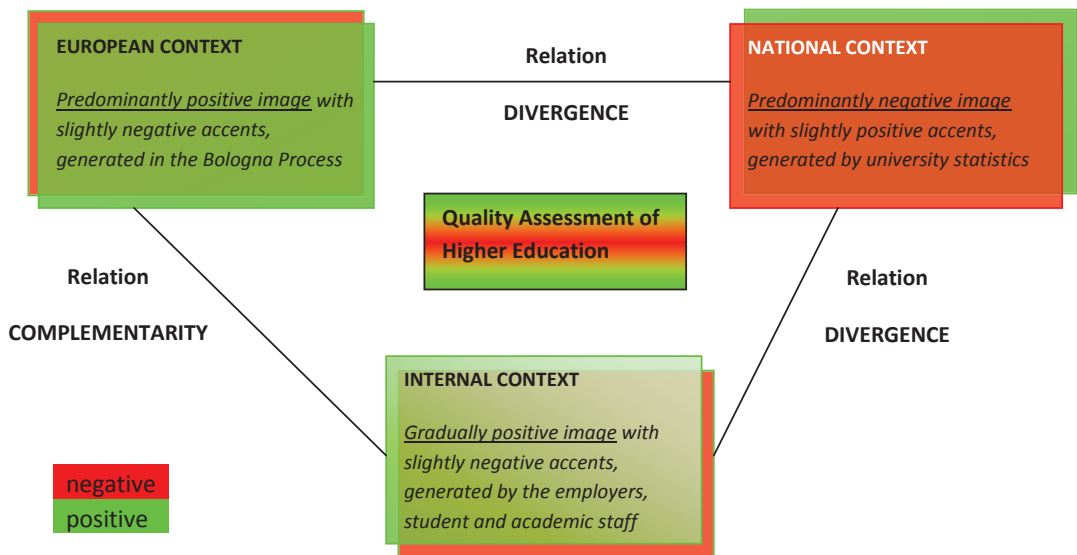 EUROPEAN CONTEXT
Predominantly positive image with
slightly negative accents,
generated in the Bologna Process
Relation
DIVERGENCE
NATIONAL CONTEXT
Predominantly negative image
with slightly positive accents,
generated by university statistics
Quality Assessment of
Higher Education
Relation
COMPLEMENTARITY
Relation
DIVERGENCE
INTERNAL CONTEXT
Gradually positive image with
slightly negative accents,
generated by the employers,
student and academic staff
negative
positive